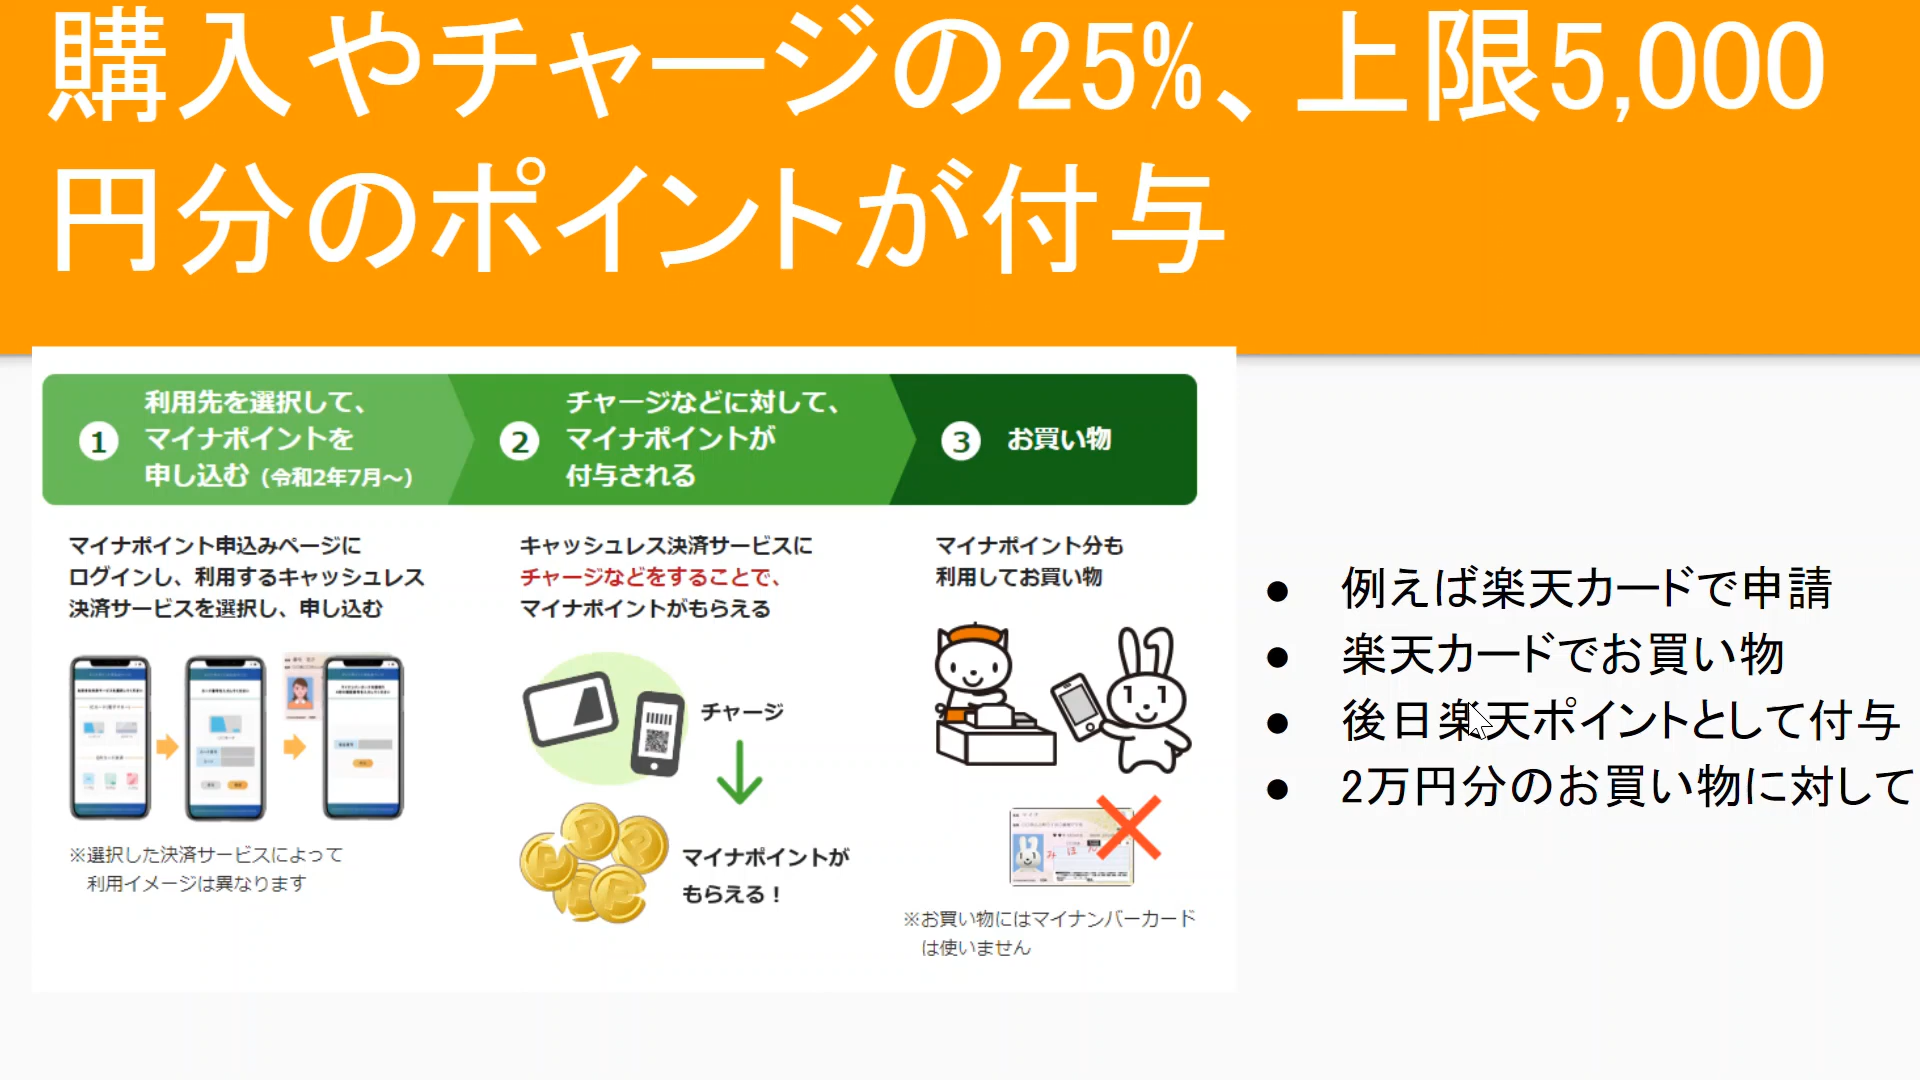 購入やチャージの25%、上限5,000
円分のポイントが付与
1
利用先を選択して、
マイナポイントを
申し込む（令和2年7月～）
2
チャージなどに対して、
マイナポイントが
付与される
3
お買い物
マイナポイント申込みページに
ログインし、利用するキャッシュレス
決済サービスを選択し、申し込む
※選択した決済サービスによって
利用イメージは異なります
キャッシュレス決済サービスに
チャージなどをすることで、
マイナポイントがもらえる
チャージ
マイナポイントが
もらえる！
マイナポイント分も
利用してお買い物
※お買い物にはマイナンバーカード
は使いません
● 例えば楽天カードで申請
● 楽天カードでお買い物
● 後日楽天ポイントとして付与
● 2万円分のお買い物に対して